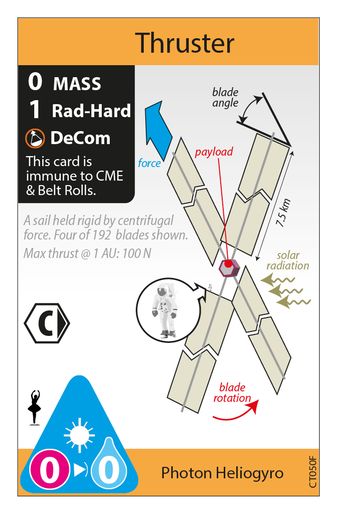 Thruster
0 MASS
1 Rad-Hard
DeCom
This card is
immune to CME
& Belt Rolls.
blade
angle
payload
force
7.5 km
A sail held rigid by centrifugal
force. Four of 192 blades shown.
Max thrust @ 1 AU: 100 N
solar
radiation
C
blade
rotation
0 0
Photon Heliogyro
CT050F